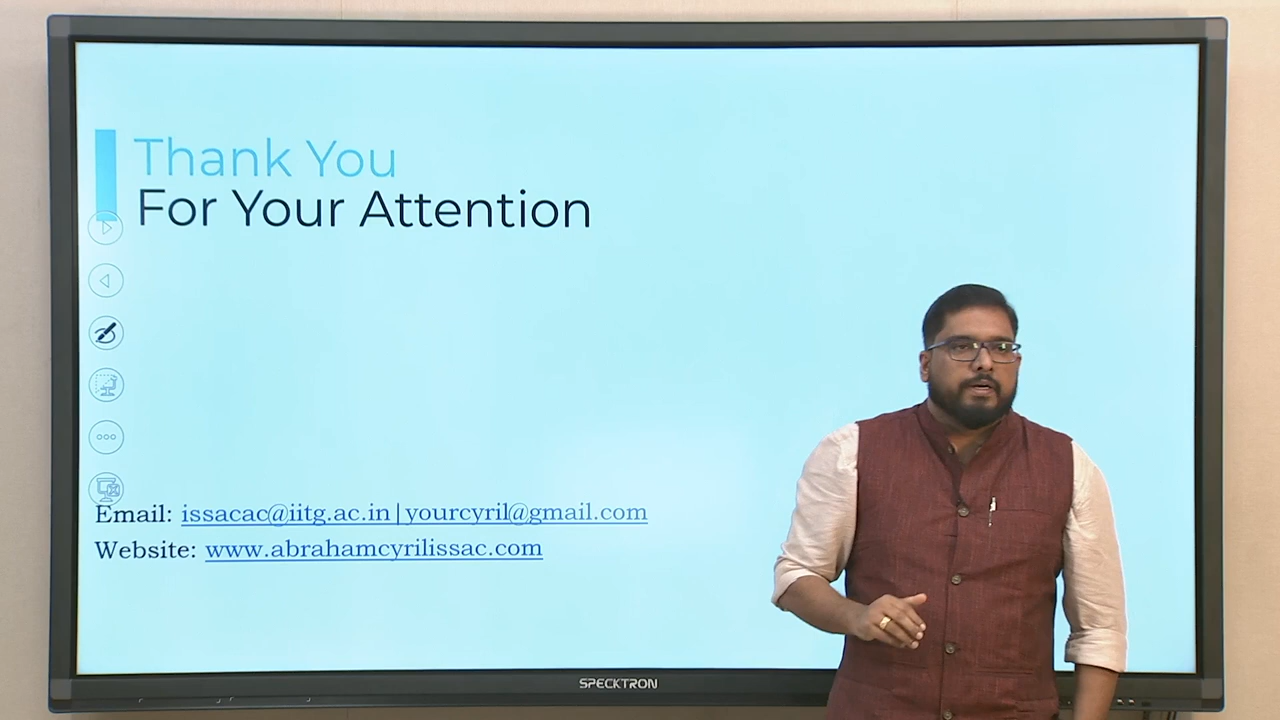 Thank You
For Your Attention
Email: issacac@iitg.ac.in|yourcyril@gmail.com
Website: www.abrahamcyrilissac.com
SPECKTRON